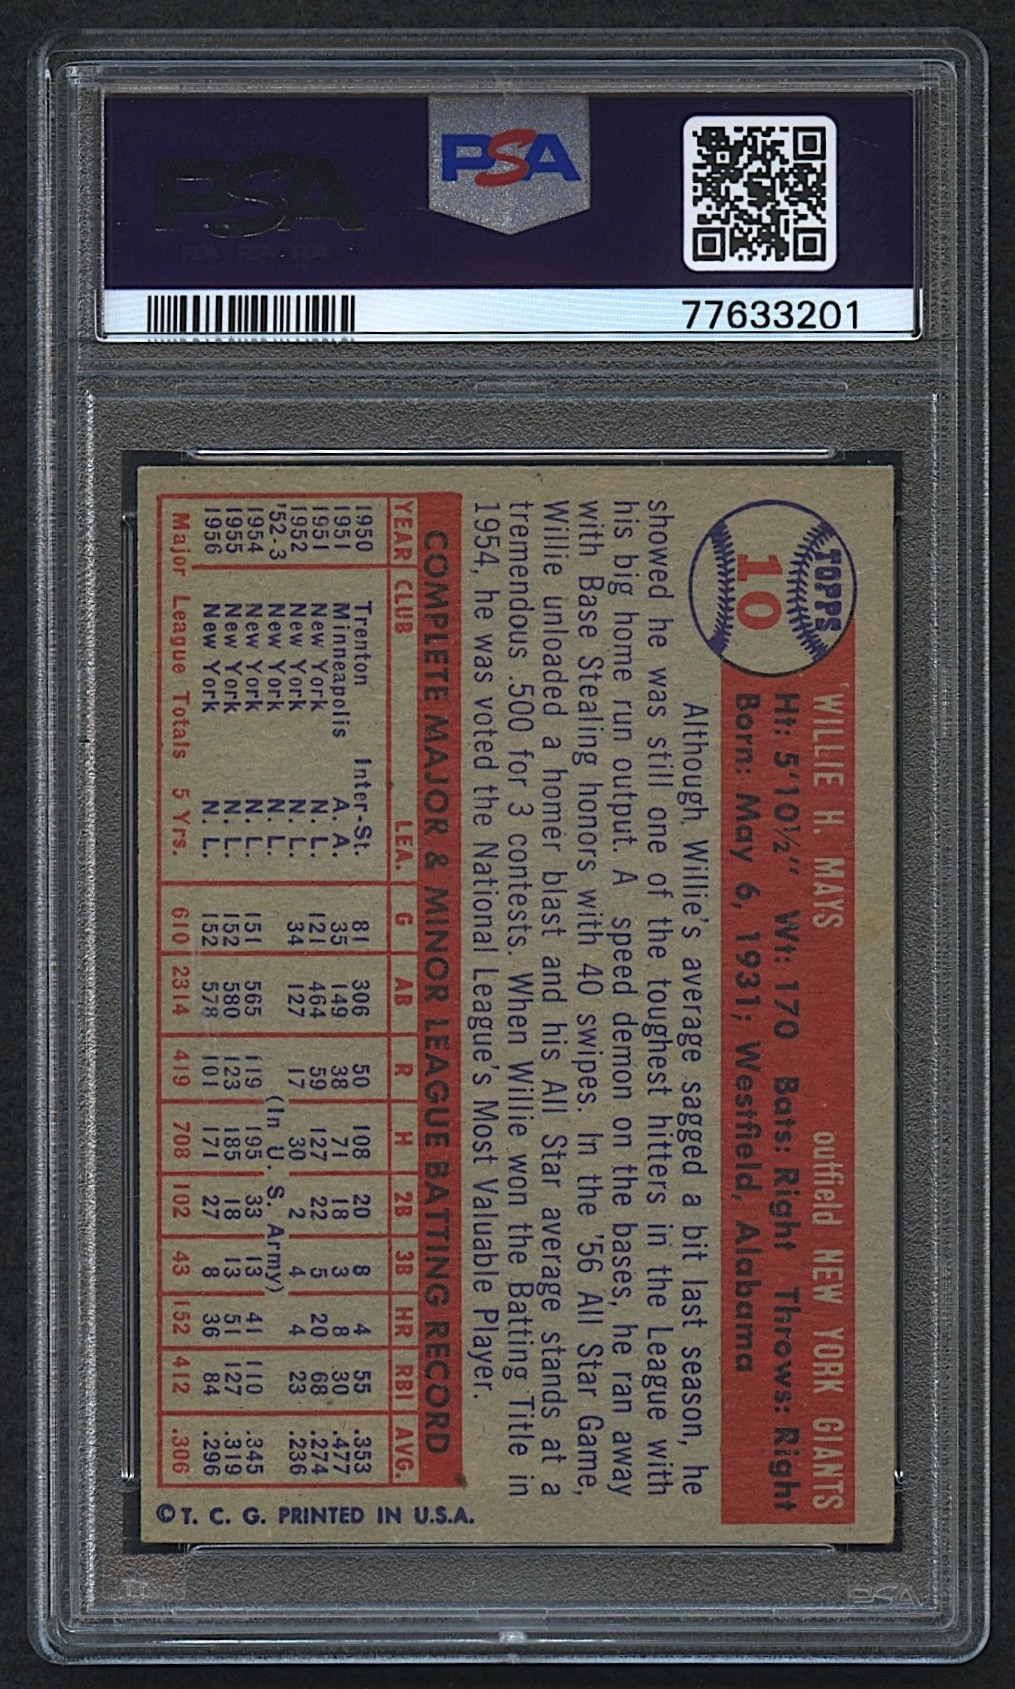 PSA
PSA
77633201
TOPPS
10
WILLIE H. MAYS outfield NEW YORK GIANTS
Ht: 5'10½" Wt: 170 Bats: Right Throws: Right
Born: May 6, 1931; Westfield, Alabama
Although, Willie's average sagged a bit last season, he
showed he was still one of the toughest hitters in the League with
his big home run output. A speed demon on the bases, he ran away
with Base Stealing honors with 40 swipes. In the '56 All Star Game,
Willie unloaded a homer blast and his All Star average stands at a
tremendous .500 for 3 contests. When Willie won the Batting Title in
1954, he was voted the National League's Most Valuable Player.
COMPLETE MAJOR & MINOR LEAGUE BATTING RECORD
YEAR CLUB LEA. G AB R H 2B 3B HR RBI AVG.
1950 Trenton Inter-St. 81 306 50 108 20 8 4 55 .353
1951 Minneapolis A. A. 35 149 38 71 18 3 8 30 .477
1951 New York N. L. 121 464 59 127 22 5 20 68 .274
1952 New York N. L. 34 127 17 30 2 4 4 23 .236
'52-3 (In U. S. Army)
1954 New York N. L. 151 565 119 195 33 13 41 110 .345
1955 New York N. L. 152 580 123 185 18 13 51 127 .319
1956 New York N. L. 152 578 101 171 27 8 36 84 .296
Major League Totals 5 Yrs. 610 2314 419 708 102 43 152 412 .306
© T. C. G. PRINTED IN U.S.A.
PSA